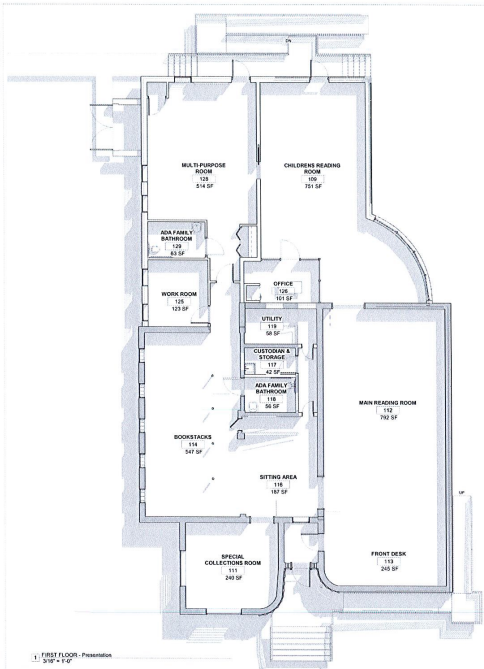 DN
MULTI-PURPOSE
ROOM
128
514 SF
CHILDRENS READING
ROOM
109
751 SF
ADA FAMILY
BATHROOM
129
63 SF
OFFICE
126
101 SF
WORK ROOM
125
123 SF
UTILITY
119
58 SF
CUSTODIAN &
STORAGE
117
42 SF
ADA FAMILY
BATHROOM
118
56 SF
MAIN READING ROOM
112
792 SF
BOOKSTACKS
114
547 SF
SITTING AREA
116
167 SF
UP
SPECIAL
COLLECTIONS ROOM
111
240 SF
FRONT DESK
113
245 SF
1 FIRST FLOOR - Presentation
3/16" = 1'-0"